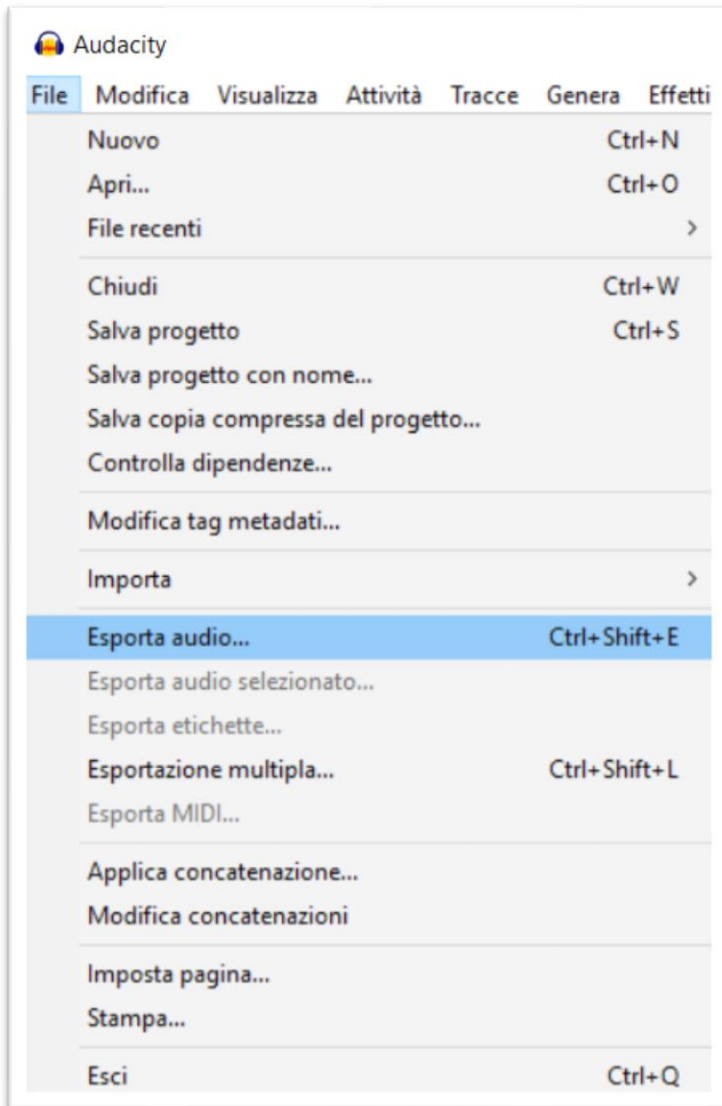 Audacity
File Modifica Visualizza Attività Tracce Genera Effetti
Nuovo Ctrl+N
Apri... Ctrl+O
File recenti >
Chiudi Ctrl+W
Salva progetto Ctrl+S
Salva progetto con nome...
Salva copia compressa del progetto...
Controlla dipendenze...
Modifica tag metadati...
Importa >
Esporta audio... Ctrl+Shift+E
Esporta audio selezionato...
Esporta etichette...
Esportazione multipla... Ctrl+Shift+L
Esporta MIDI...
Applica concatenazione...
Modifica concatenazioni
Imposta pagina...
Stampa...
Esci Ctrl+Q